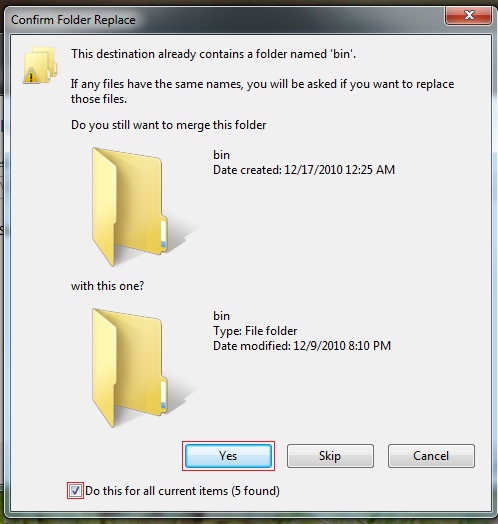 Confirm Folder Replace
This destination already contains a folder named 'bin'.
If any files have the same names, you will be asked if you want to replace
those files.
Do you still want to merge this folder
bin
Date created: 12/17/2010 12:25 AM
with this one?
bin
Type: File folder
Date modified: 12/9/2010 8:10 PM
Yes Skip Cancel
Do this for all current items (5 found)